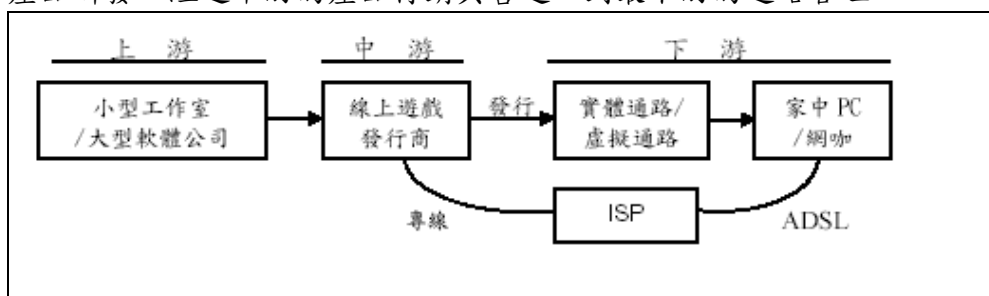 上 游 中 游 下 游
小型工作室
/大型軟體公司
線上遊戲
發行商
發行
實體通路/
虛擬通路
家中 PC
/網咖
專線
ISP
ADSL